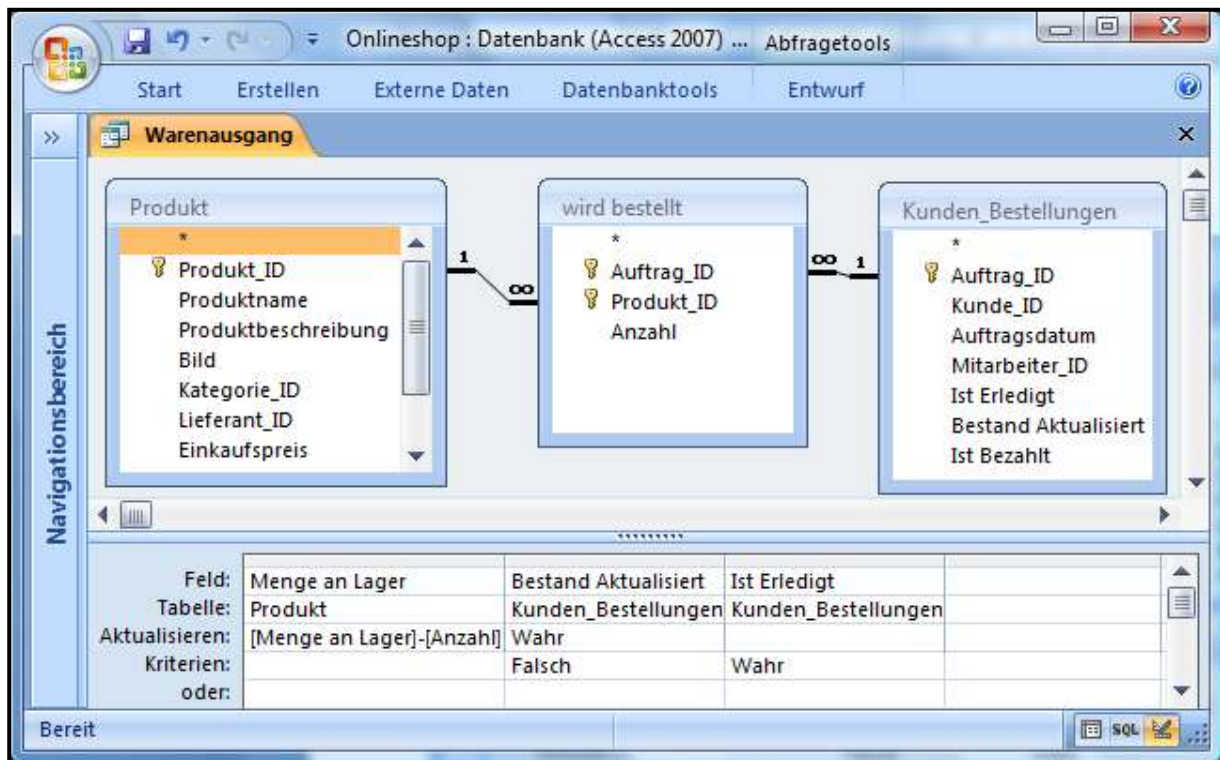 Onlineshop : Datenbank (Access 2007) ... Abfragetools
Start Erstellen Externe Daten Datenbanktools Entwurf
» Warenausgang
Navigationsbereich
Produkt
*
Produkt_ID
Produktname
Produktbeschreibung
Bild
Kategorie_ID
Lieferant_ID
Einkaufspreis
1
∞
wird bestellt
*
Auftrag_ID
Produkt_ID
Anzahl
∞ 1
Kunden_Bestellungen
*
Auftrag_ID
Kunde_ID
Auftragsdatum
Mitarbeiter_ID
Ist Erledigt
Bestand Aktualisiert
Ist Bezahlt
Feld: Menge an Lager Bestand Aktualisiert Ist Erledigt
Tabelle: Produkt Kunden_Bestellungen Kunden_Bestellungen
Aktualisieren: [Menge an Lager]-[Anzahl] Wahr
Kriterien: Falsch Wahr
oder:
Bereit SQL